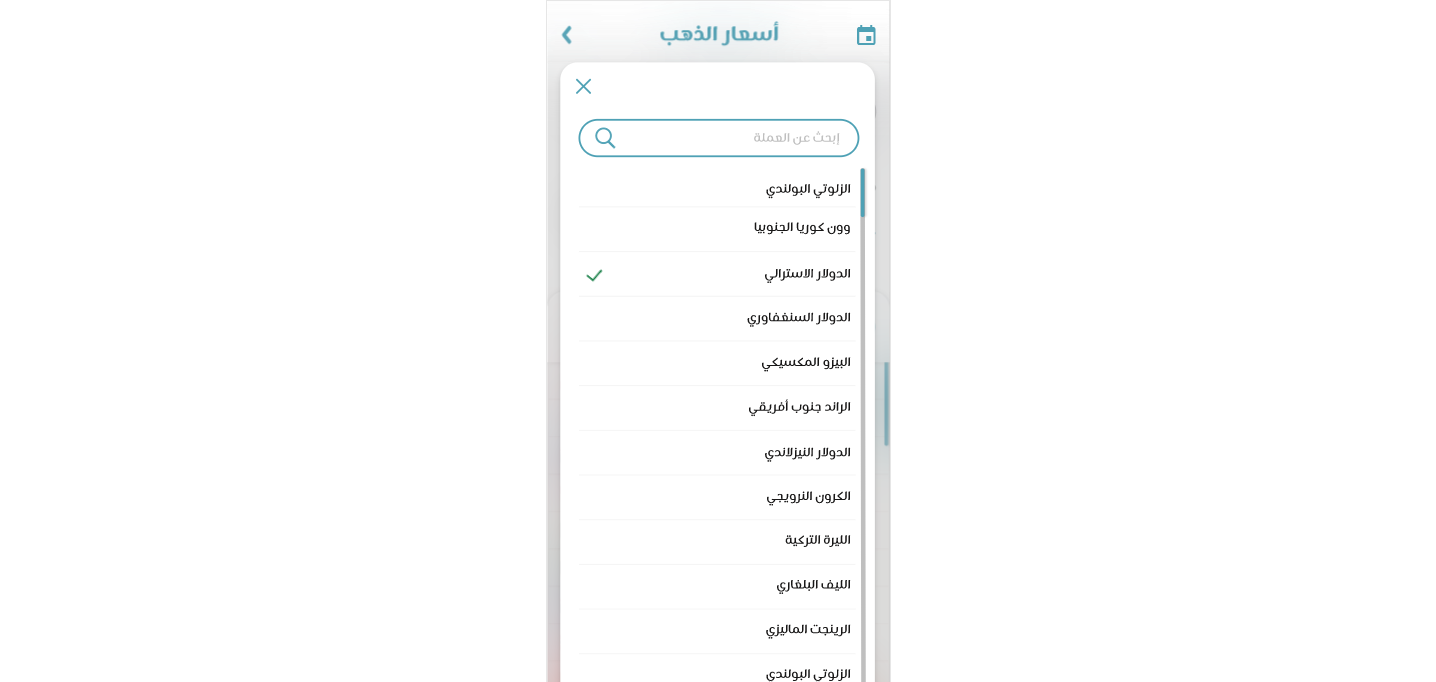 أسعار الذهب
إبحث عن العملة
الزلوتي البولندي
وون كوريا الجنوبيا
الدولار الاسترالي
الدولار السنغفاوري
البيزو المكسيكي
الراند جنوب أفريقي
الدولار النيزلاندي
الكرون النرويجي
الليرة التركية
الليف البلغاري
الرينجت الماليزي
الزلوتي البولندي